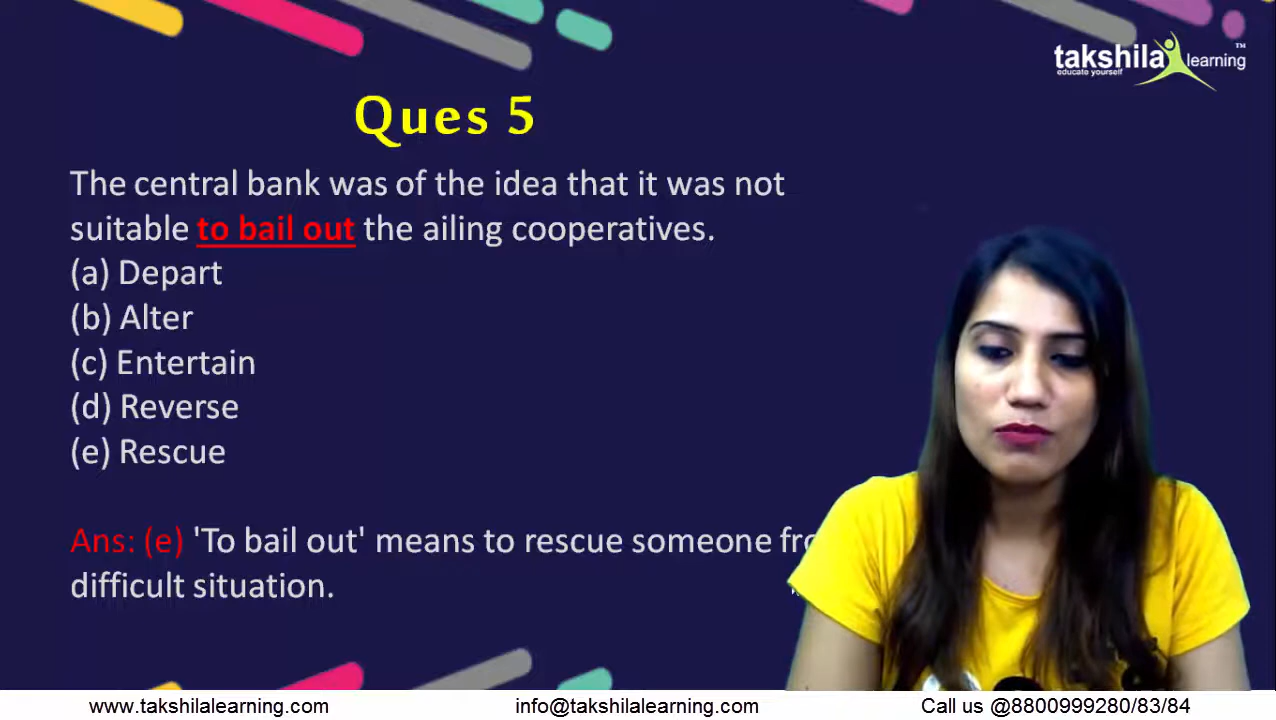 takshila learning™
educate yourself
Ques 5
The central bank was of the idea that it was not
suitable to bail out the ailing cooperatives.
(a) Depart
(b) Alter
(c) Entertain
(d) Reverse
(e) Rescue
Ans: (e) 'To bail out' means to rescue someone
difficult situation.
www.takshilalearning.com info@takshilalearning.com Call us @8800999280/83/84